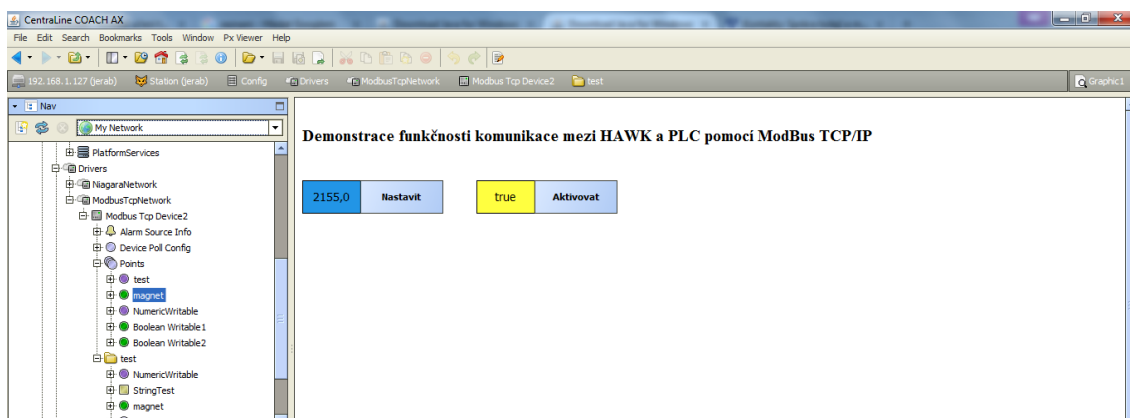 CentraLine COACH AX
File Edit Search Bookmarks Tools Window Px Viewer Help
192.168.1.127 (jerab) Station (jerab) Config Drivers ModbusTcpNetwork Modbus Tcp Device2 test Graphic1
Nav
My Network
PlatformServices
Drivers
NiagaraNetwork
ModbusTcpNetwork
Modbus Tcp Device2
Alarm Source Info
Device Poll Config
Points
test
magnet
NumericWritable
Boolean Writable1
Boolean Writable2
test
NumericWritable
StringTest
magnet
Demonstrace funkčnosti komunikace mezi HAWK a PLC pomocí ModBus TCP/IP
2155,0 Nastavit true Aktivovat